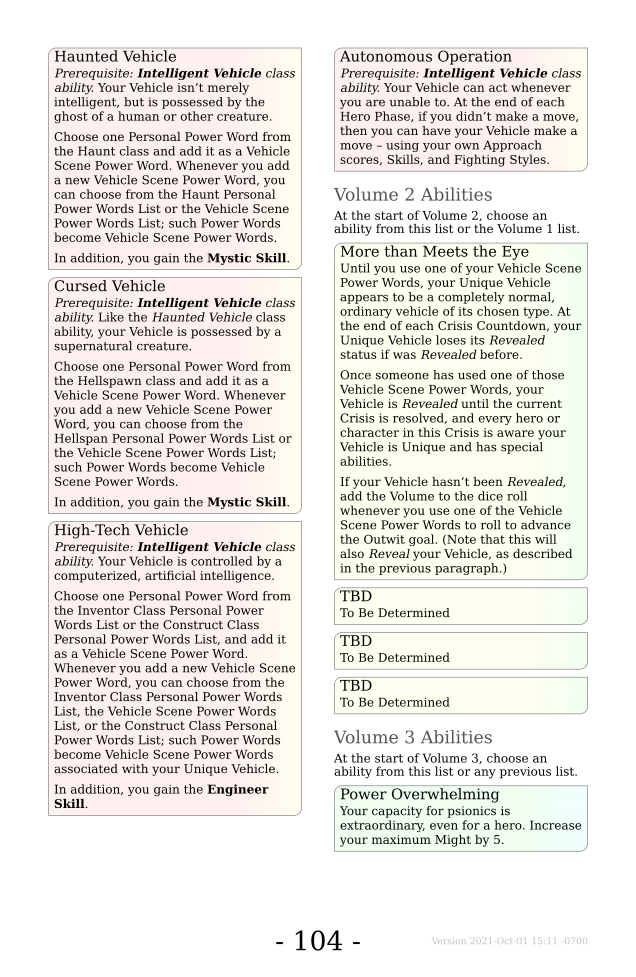 Haunted Vehicle
Prerequisite: Intelligent Vehicle class
ability. Your Vehicle isn’t merely
intelligent, but is possessed by the
ghost of a human or other creature.
Choose one Personal Power Word from
the Haunt class and add it as a Vehicle
Scene Power Word. Whenever you add
a new Vehicle Scene Power Word, you
can choose from the Haunt Personal
Power Words List or the Vehicle Scene
Power Words List; such Power Words
become Vehicle Scene Power Words.
In addition, you gain the Mystic Skill.
Cursed Vehicle
Prerequisite: Intelligent Vehicle class
ability. Like the Haunted Vehicle class
ability, your Vehicle is possessed by a
supernatural creature.
Choose one Personal Power Word from
the Hellspawn class and add it as a
Vehicle Scene Power Word. Whenever
you add a new Vehicle Scene Power
Word, you can choose from the
Hellspan Personal Power Words List or
the Vehicle Scene Power Words List;
such Power Words become Vehicle
Scene Power Words.
In addition, you gain the Mystic Skill.
High-Tech Vehicle
Prerequisite: Intelligent Vehicle class
ability. Your Vehicle is controlled by a
computerized, artificial intelligence.
Choose one Personal Power Word from
the Inventor Class Personal Power
Words List or the Construct Class
Personal Power Words List, and add it
as a Vehicle Scene Power Word.
Whenever you add a new Vehicle Scene
Power Word, you can choose from the
Inventor Class Personal Power Words
List, the Vehicle Scene Power Words
List, or the Construct Class Personal
Power Words List; such Power Words
become Vehicle Scene Power Words
associated with your Unique Vehicle.
In addition, you gain the Engineer
Skill.
Autonomous Operation
Prerequisite: Intelligent Vehicle class
ability. Your Vehicle can act whenever
you are unable to. At the end of each
Hero Phase, if you didn’t make a move,
then you can have your Vehicle make a
move – using your own Approach
scores, Skills, and Fighting Styles.
Volume 2 Abilities
At the start of Volume 2, choose an
ability from this list or the Volume 1 list.
More than Meets the Eye
Until you use one of your Vehicle Scene
Power Words, your Unique Vehicle
appears to be a completely normal,
ordinary vehicle of its chosen type. At
the end of each Crisis Countdown, your
Unique Vehicle loses its Revealed
status if was Revealed before.
Once someone has used one of those
Vehicle Scene Power Words, your
Vehicle is Revealed until the current
Crisis is resolved, and every hero or
character in this Crisis is aware your
Vehicle is Unique and has special
abilities.
If your Vehicle hasn’t been Revealed,
add the Volume to the dice roll
whenever you use one of the Vehicle
Scene Power Words to roll to advance
the Outwit goal. (Note that this will
also Reveal your Vehicle, as described
in the previous paragraph.)
TBD
To Be Determined
TBD
To Be Determined
TBD
To Be Determined
Volume 3 Abilities
At the start of Volume 3, choose an
ability from this list or any previous list.
Power Overwhelming
Your capacity for psionics is
extraordinary, even for a hero. Increase
your maximum Might by 5.
- 104 -
Version 2021-Oct-01 15:11 -0700